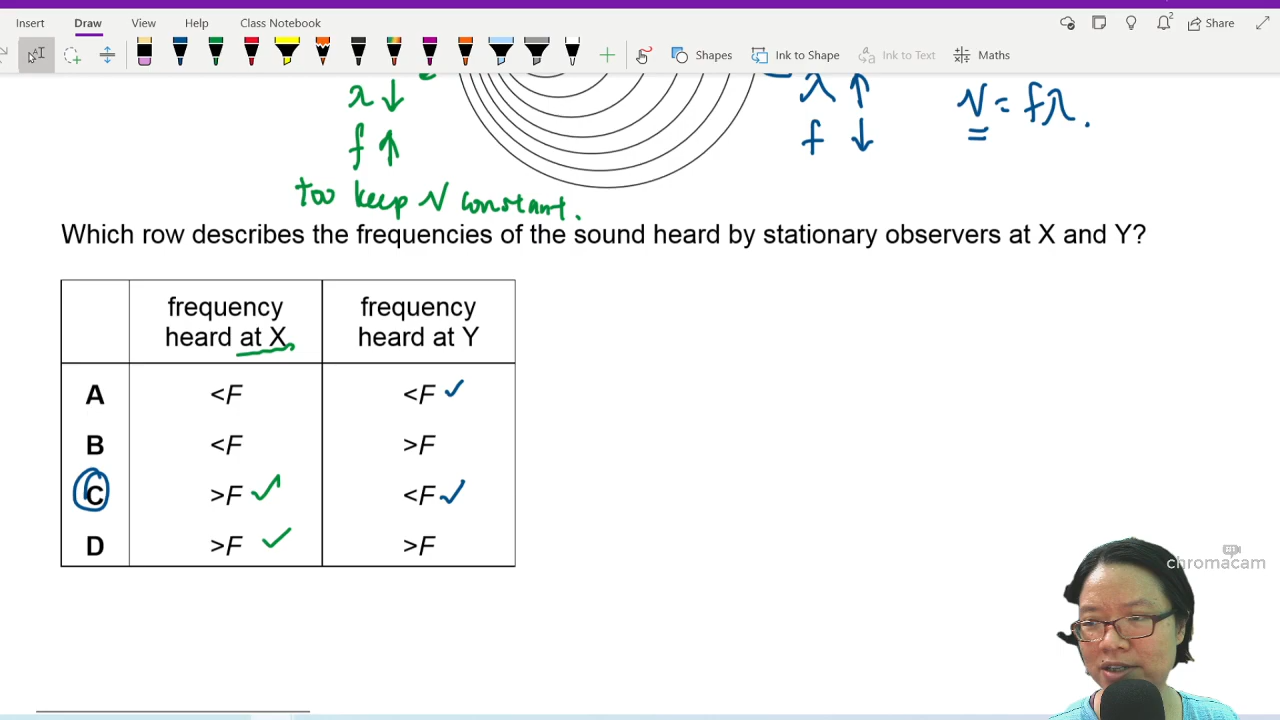 Insert Draw View Help Class Notebook 2 Share
Shapes Ink to Shape Ink to Text Maths
λ ↓ λ ↑ v = fλ.
f ↑ f ↓
too keep v constant.
Which row describes the frequencies of the sound heard by stationary observers at X and Y?
frequency heard at X frequency heard at Y
A <F <F ✓
B <F >F
C >F ✓ <F ✓
D >F ✓ >F
chromacam